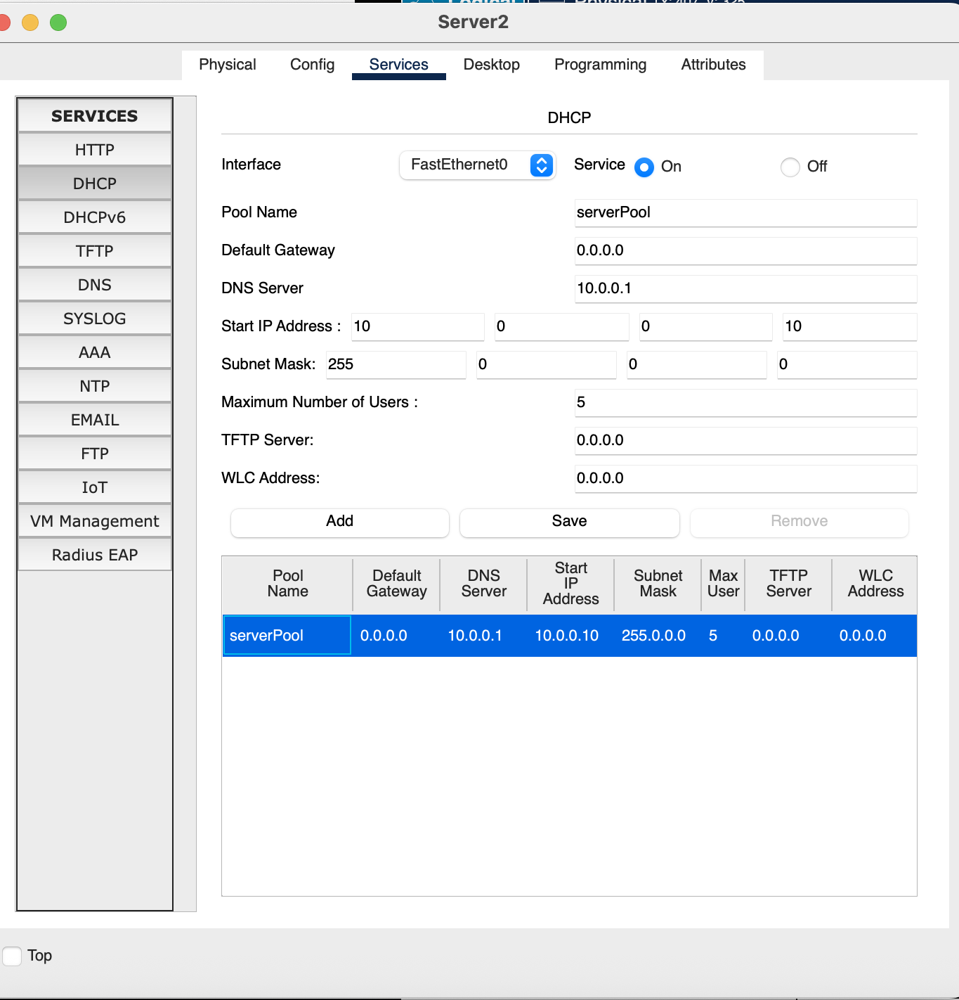 Server2
Physical Config Services Desktop Programming Attributes
SERVICES
HTTP
DHCP
DHCPv6
TFTP
DNS
SYSLOG
AAA
NTP
EMAIL
FTP
IoT
VM Management
Radius EAP
DHCP
Interface FastEthernet0 Service On Off
Pool Name serverPool
Default Gateway 0.0.0.0
DNS Server 10.0.0.1
Start IP Address : 10 0 0 10
Subnet Mask: 255 0 0 0
Maximum Number of Users : 5
TFTP Server: 0.0.0.0
WLC Address: 0.0.0.0
Add Save Remove
Pool Name Default Gateway DNS Server Start IP Address Subnet Mask Max User TFTP Server WLC Address
serverPool 0.0.0.0 10.0.0.1 10.0.0.10 255.0.0.0 5 0.0.0.0 0.0.0.0
Top